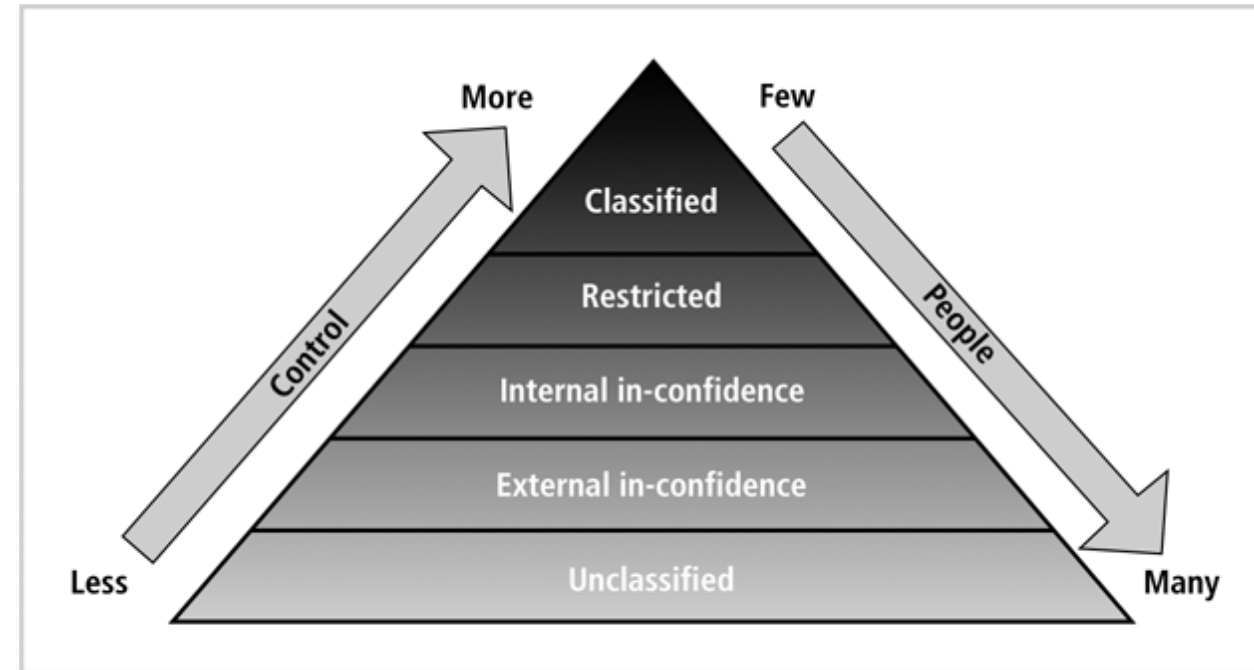 More
Few
Classified
Restricted
Control
People
Internal in-confidence
External in-confidence
Unclassified
Less
Many